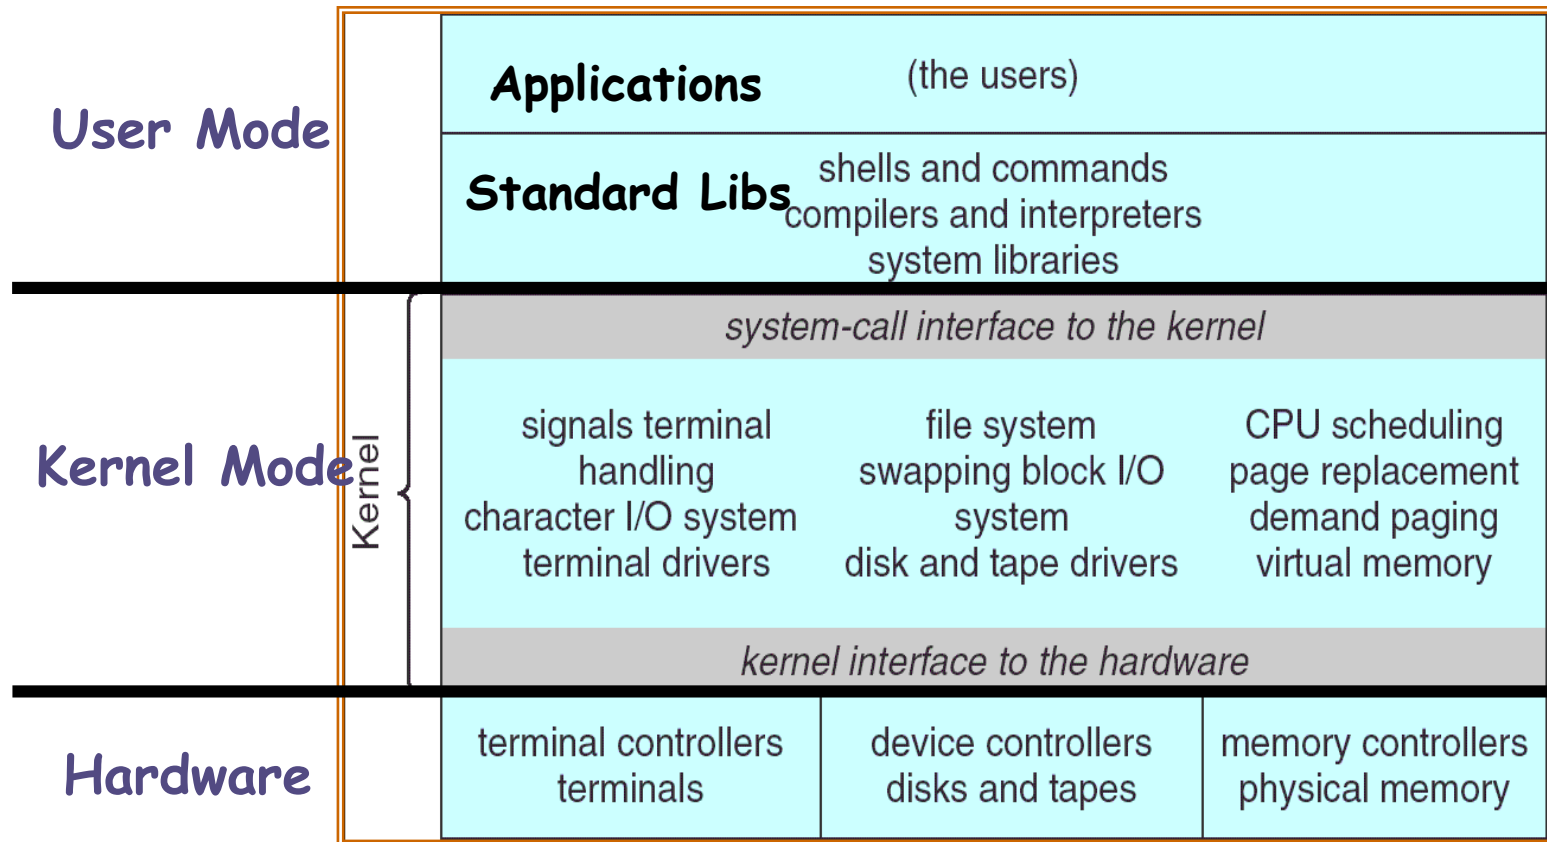 User Mode
Applications
(the users)
Standard Libs
shells and commands
compilers and interpreters
system libraries
Kernel Mode
Kernel
system-call interface to the kernel
signals terminal
handling
character I/O system
terminal drivers
file system
swapping block I/O
system
disk and tape drivers
CPU scheduling
page replacement
demand paging
virtual memory
kernel interface to the hardware
Hardware
terminal controllers
terminals
device controllers
disks and tapes
memory controllers
physical memory